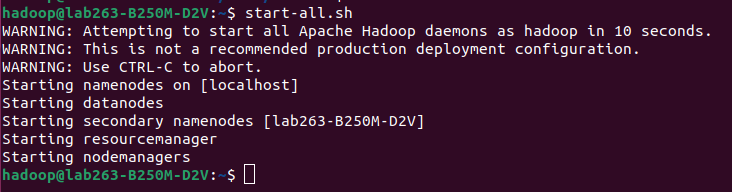 hadoop@lab263-B250M-D2V:~$ start-all.sh
WARNING: Attempting to start all Apache Hadoop daemons as hadoop in 10 seconds.
WARNING: This is not a recommended production deployment configuration.
WARNING: Use CTRL-C to abort.
Starting namenodes on [localhost]
Starting datanodes
Starting secondary namenodes [lab263-B250M-D2V]
Starting resourcemanager
Starting nodemanagers
hadoop@lab263-B250M-D2V:~$